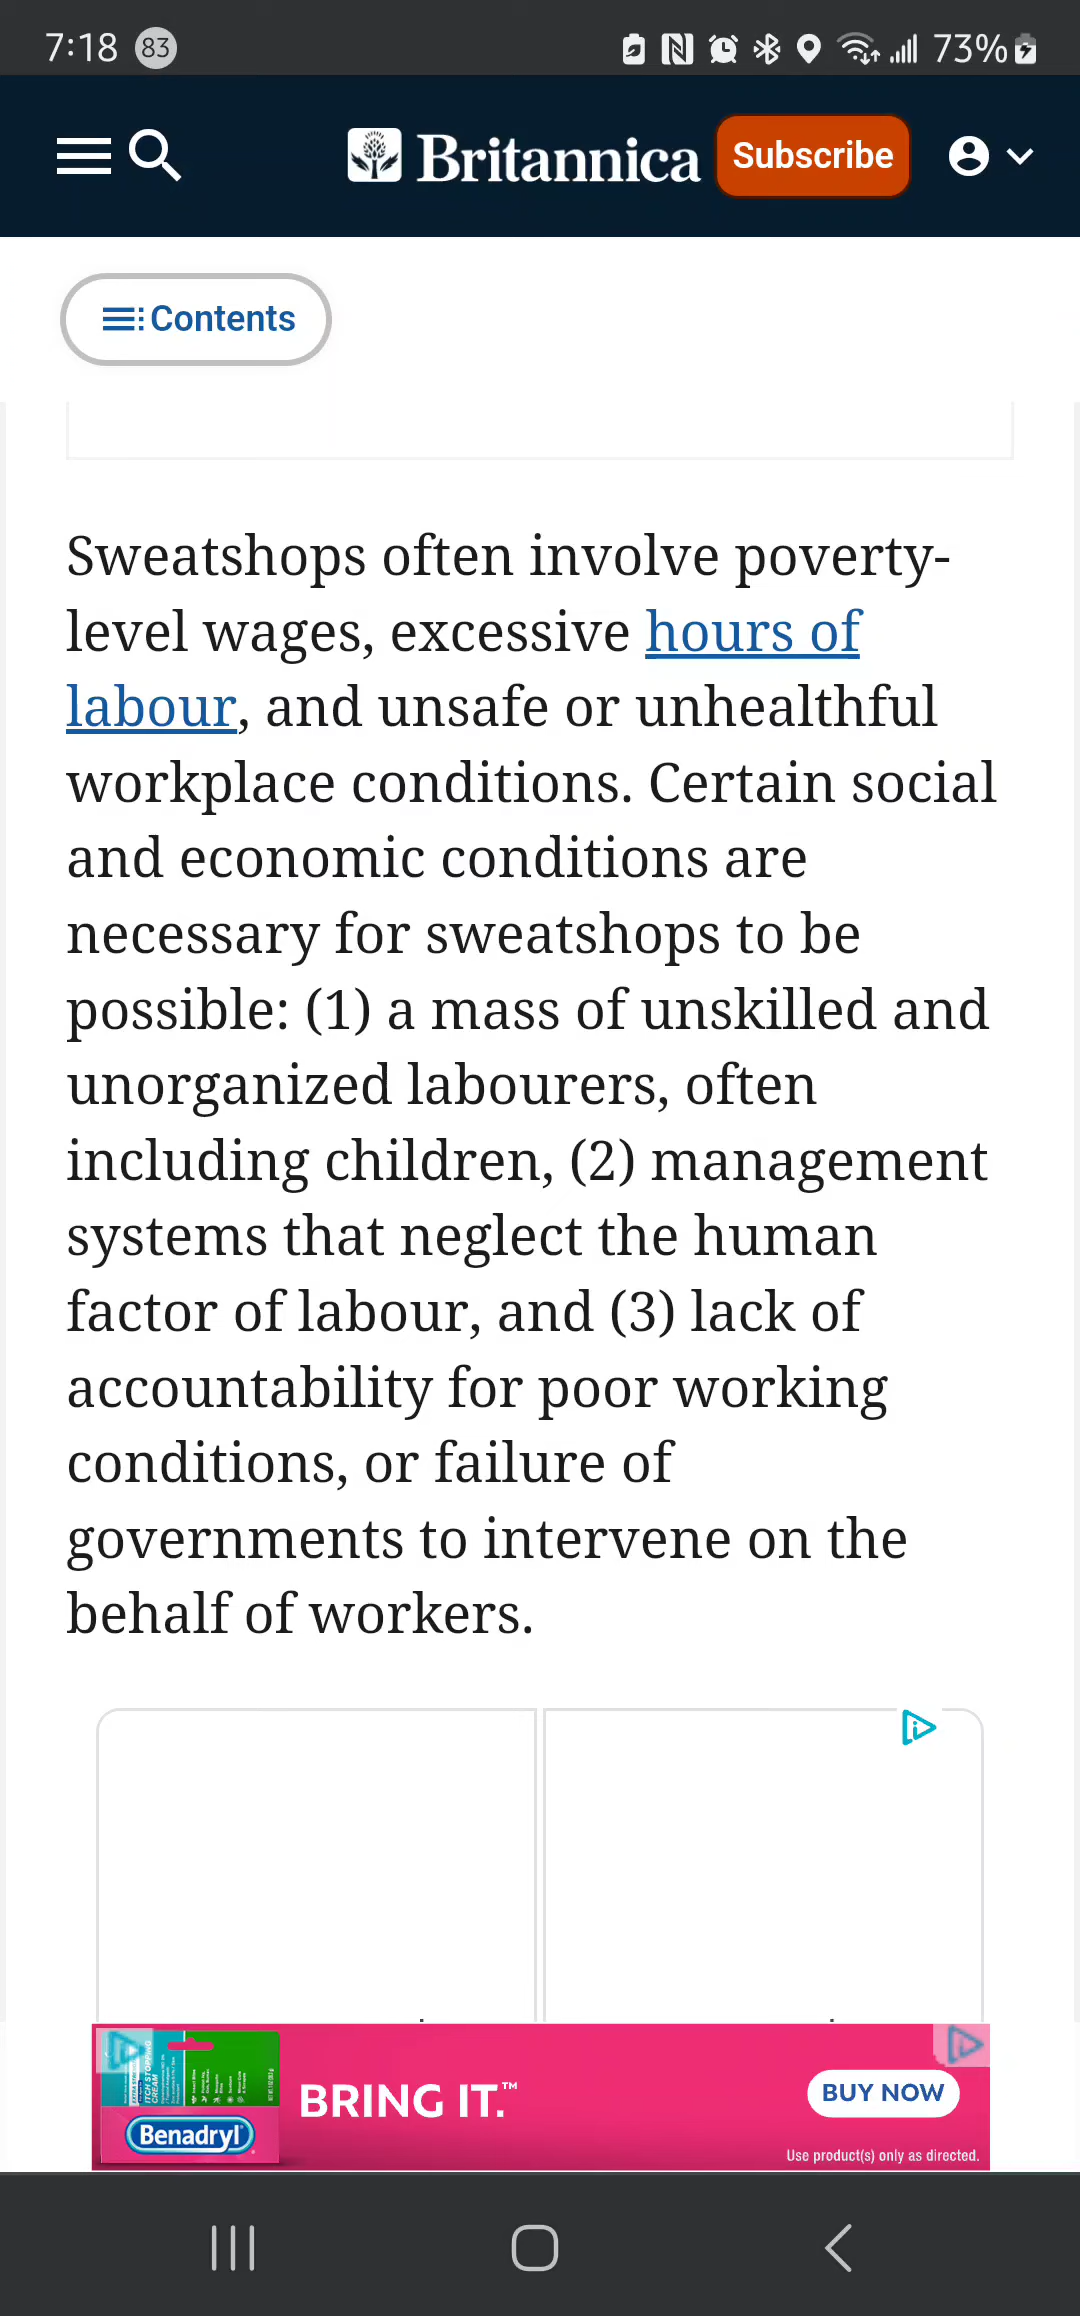 7:18 83 73%
Britannica Subscribe
Contents
Sweatshops often involve poverty-
level wages, excessive hours of
labour, and unsafe or unhealthful
workplace conditions. Certain social
and economic conditions are
necessary for sweatshops to be
possible: (1) a mass of unskilled and
unorganized labourers, often
including children, (2) management
systems that neglect the human
factor of labour, and (3) lack of
accountability for poor working
conditions, or failure of
governments to intervene on the
behalf of workers.
ITCH STOPPING
CREAM
Benadryl
BRING IT.™
BUY NOW
Use product(s) only as directed.